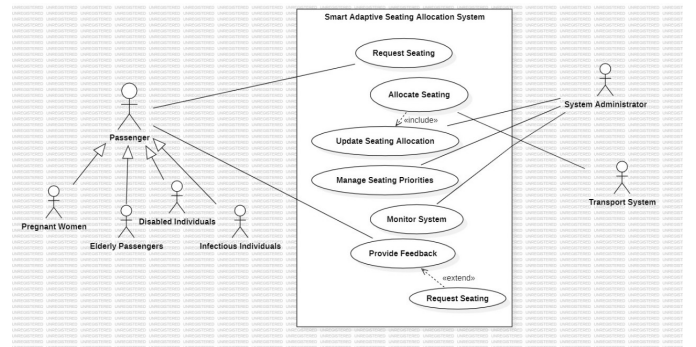 Smart Adaptive Seating Allocation System
Request Seating
Allocate Seating
System Administrator
«include»
Passenger
Update Seating Allocation
Manage Seating Priorities
Transport System
Pregnant Women
Disabled Individuals
Monitor System
Elderly Passengers
Infectious Individuals
Provide Feedback
«extend»
Request Seating